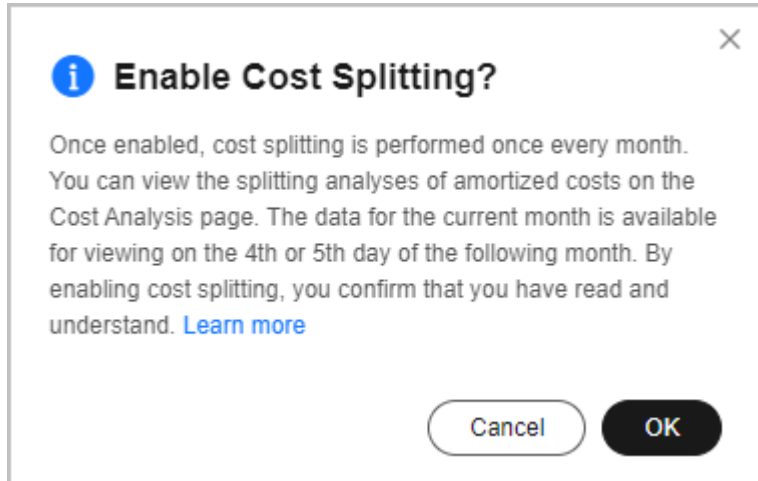 Enable Cost Splitting?
Once enabled, cost splitting is performed once every month.
You can view the splitting analyses of amortized costs on the
Cost Analysis page. The data for the current month is available
for viewing on the 4th or 5th day of the following month. By
enabling cost splitting, you confirm that you have read and
understand. Learn more
Cancel OK